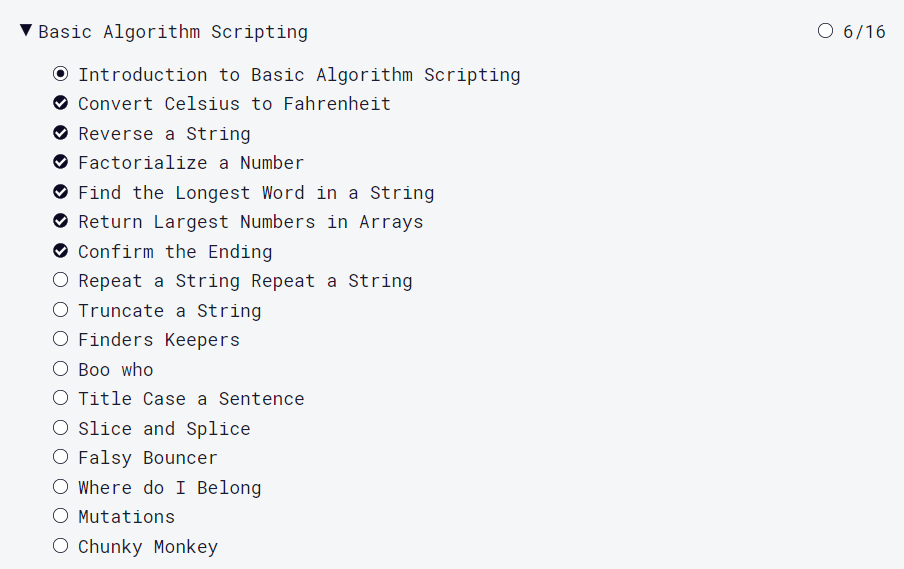 Basic Algorithm Scripting 6/16
Introduction to Basic Algorithm Scripting
Convert Celsius to Fahrenheit
Reverse a String
Factorialize a Number
Find the Longest Word in a String
Return Largest Numbers in Arrays
Confirm the Ending
Repeat a String Repeat a String
Truncate a String
Finders Keepers
Boo who
Title Case a Sentence
Slice and Splice
Falsy Bouncer
Where do I Belong
Mutations
Chunky Monkey